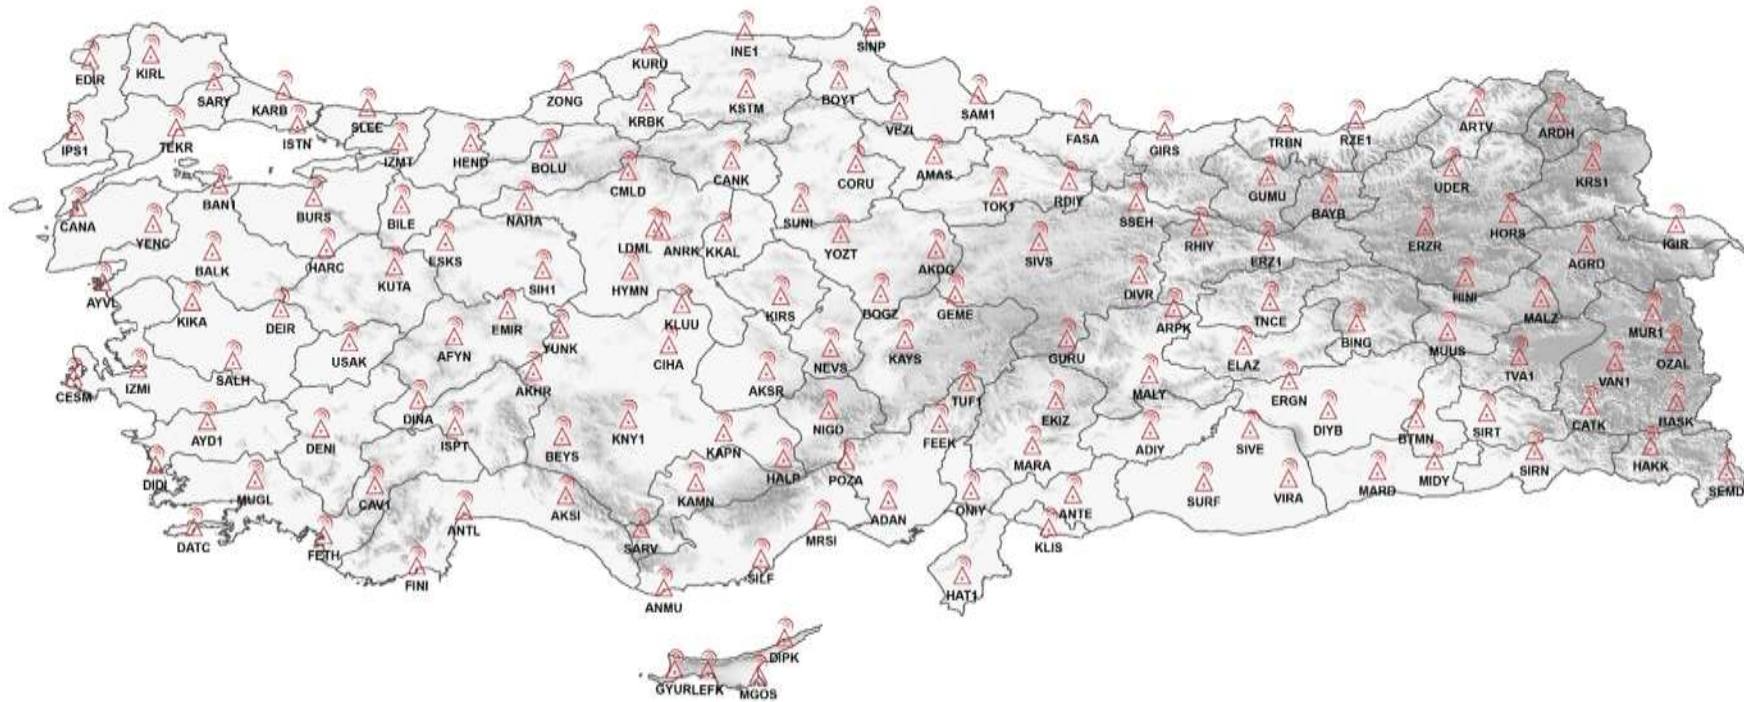 SINP
INE1
KURU
EDIR
KIRL
SARY
KARB
ZONG
KSTM
BOYT
SAM1
KRBK
VEZI
SLEE
ISTN
IPS1
TEKR
IZMT
HEND
BOLU
FASA
GIRS
TRBN
RZE1
ARTV
ARDH
CMLD
CANK
CORU
AMAS
UDER
KRS1
CANA
BAN1
BURS
BILE
NAHA
SUNL
TOK1
RDIY
SSEH
GUMU
BAYB
HORS
YENC
LDML
ANRK
KKAL
YOZT
AKDG
SIVS
RHIY
ERZ1
ERZR
AGRD
IGIR
BALK
HARC
ESKS
KUTA
SIH1
HYMN
DIVR
HINI
AYVL
KIKA
DEIR
EMIR
KLUU
KIRS
BOGZ
GEME
ARPK
TNCE
MALZ
MUR1
USAK
AFYN
YUNK
CIHA
NEVS
KAYS
GURU
ELAZ
BING
MUUS
TVA1
VAN1
OZAL
CESM
IZMI
SALH
AKHR
AKSR
TUF1
MALY
ERGN
AYD1
DENI
DINA
ISPT
BEYS
KNY1
KAPN
NIGD
FEEK
EKIZ
ADIY
SIVE
DIYB
BTMN
SIRT
CATK
BASK
DIDI
MUGL
CAV1
AKSI
KAMN
HALP
POZA
MARA
SURF
VIRA
MARD
MIDY
SIRN
HAKK
SEMD
DATC
FETH
ANTL
SARV
MRSI
ADAN
ONIY
ANTE
KLIS
FINI
ANMU
SILF
HAT1
DIPK
GYUR
LEFK
MGOS